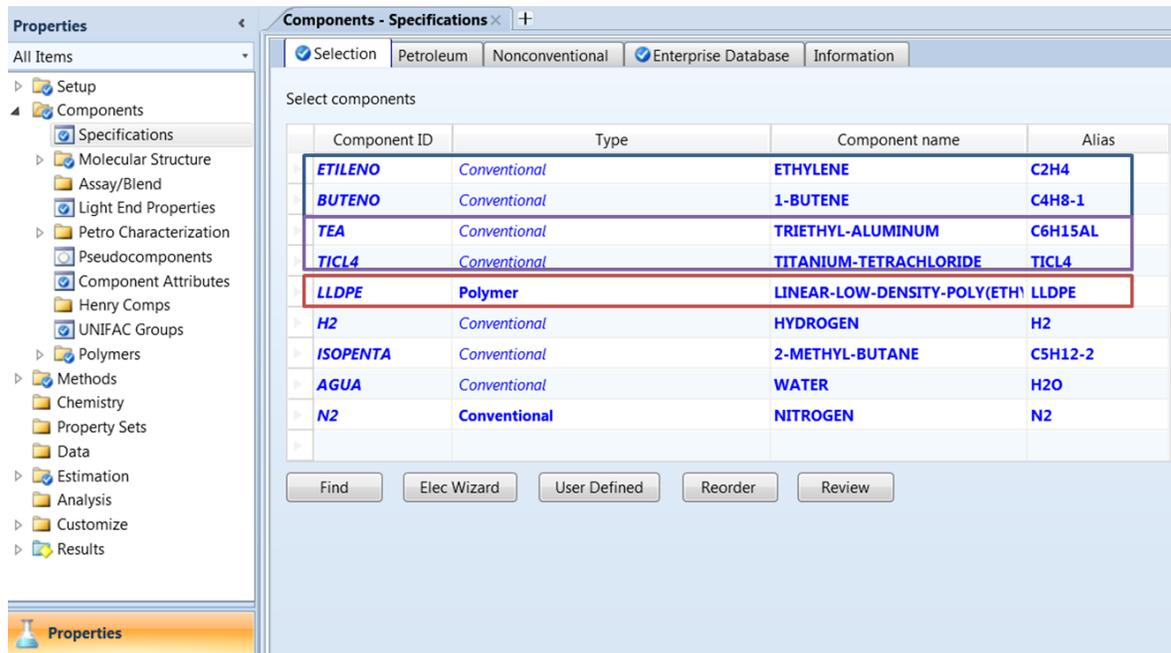 Properties
All Items
Setup
Components
Specifications
Molecular Structure
Assay/Blend
Light End Properties
Petro Characterization
Pseudocomponents
Component Attributes
Henry Comps
UNIFAC Groups
Polymers
Methods
Chemistry
Property Sets
Data
Estimation
Analysis
Customize
Results
Properties
Components - Specifications
Selection Petroleum Nonconventional Enterprise Database Information
Select components
Component ID Type Component name Alias
ETILENO Conventional ETHYLENE C2H4
BUTENO Conventional 1-BUTENE C4H8-1
TEA Conventional TRIETHYL-ALUMINUM C6H15AL
TICL4 Conventional TITANIUM-TETRACHLORIDE TICL4
LLDPE Polymer LINEAR-LOW-DENSITY-POLY(ETHY LLDPE
H2 Conventional HYDROGEN H2
ISOPENTA Conventional 2-METHYL-BUTANE C5H12-2
AGUA Conventional WATER H2O
N2 Conventional NITROGEN N2
Find Elec Wizard User Defined Reorder Review